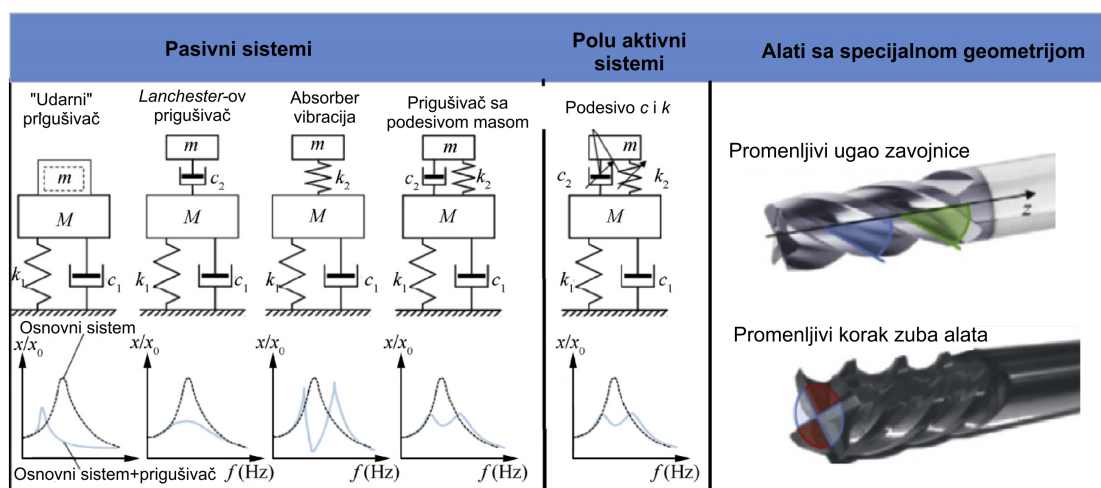 Pasivni sistemi
Polu aktivni
sistemi
Alati sa specijalnom geometrijom
"Udarni"
prigušivač
Lanchester-ov
prigušivač
Absorber
vibracija
Prigušivač sa
podesivom masom
Podesivo c i k
Promenljivi ugao zavojnice
m
M
k₁
c₁
m
c₂
M
k₁
c₁
m
k₂
M
k₁
c₁
m
c₂
k₂
M
k₁
c₁
m
c₂
k₂
M
k₁
c₁
z
Promenljivi korak zuba alata
Osnovni sistem
x/x₀
x/x₀
x/x₀
x/x₀
x/x₀
Osnovni sistem+prigušivač
f(Hz)
f(Hz)
f(Hz)
f(Hz)